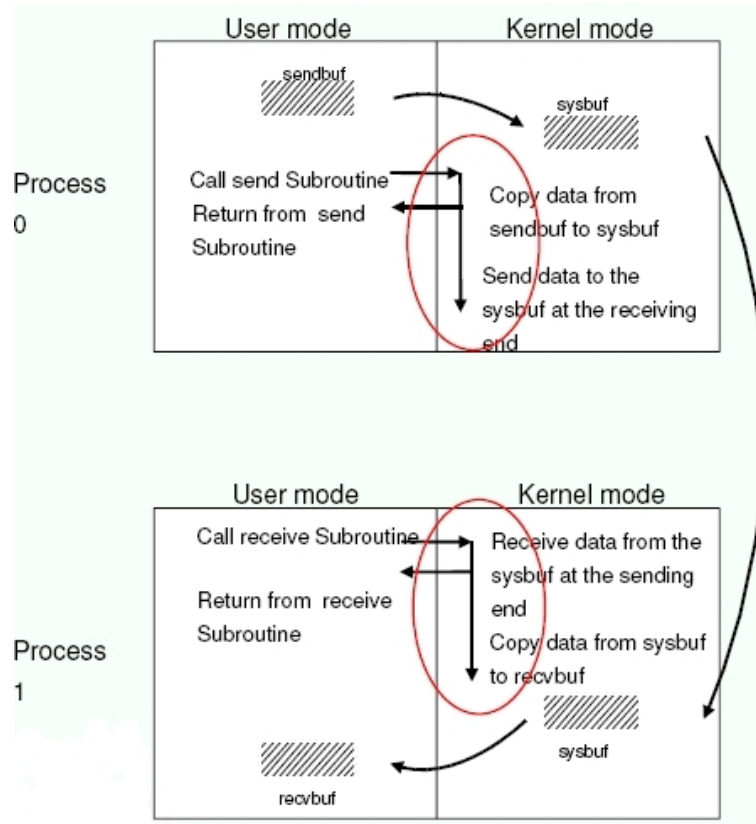 User mode
Kernel mode
sendbuf
sysbuf
Process
0
Call send Subroutine
Return from send
Subroutine
Copy data from
sendbuf to sysbuf
Send data to the
sysbuf at the receiving
end
User mode
Kernel mode
Process
1
Call receive Subroutine
Return from receive
Subroutine
Receive data from the
sysbuf at the sending
end
Copy data from sysbuf
to recvbuf
sysbuf
recvbuf